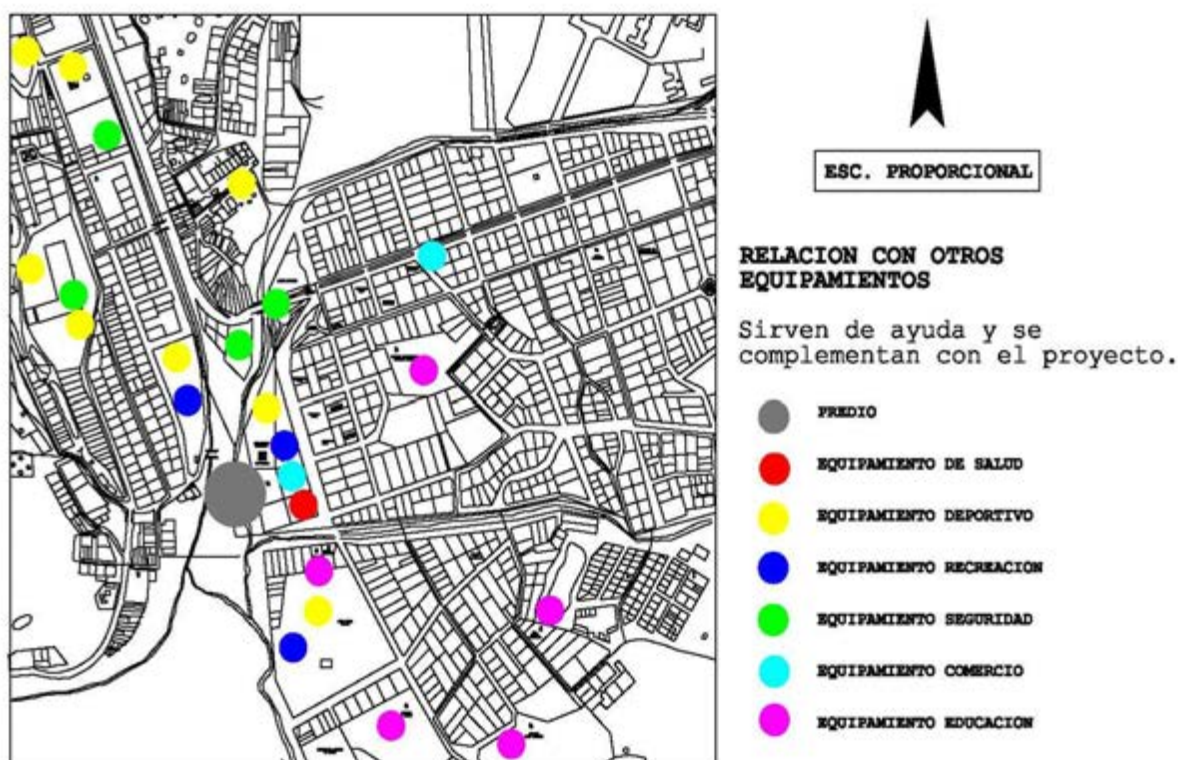 ESC. PROPORCIONAL
RELACION CON OTROS
EQUIPAMIENTOS
Sirven de ayuda y se
complementan con el proyecto.
PREDIO
EQUIPAMIENTO DE SALUD
EQUIPAMIENTO DEPORTIVO
EQUIPAMIENTO RECREACION
EQUIPAMIENTO SEGURIDAD
EQUIPAMIENTO COMERCIO
EQUIPAMIENTO EDUCACION